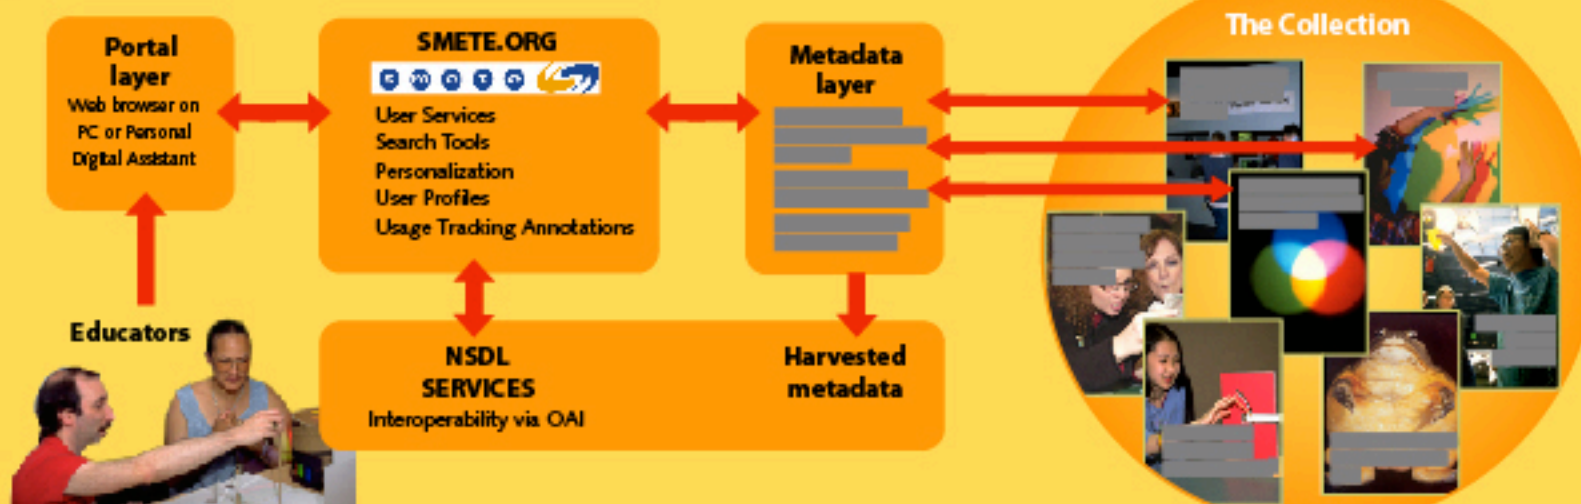 Portal
layer
Web browser on
PC or Personal
Digital Assistant
Educators
SMETE.ORG
smete
User Services
Search Tools
Personalization
User Profiles
Usage Tracking Annotations
NSDL
SERVICES
Interoperability via OAI
Metadata
layer
Harvested
metadata
The Collection